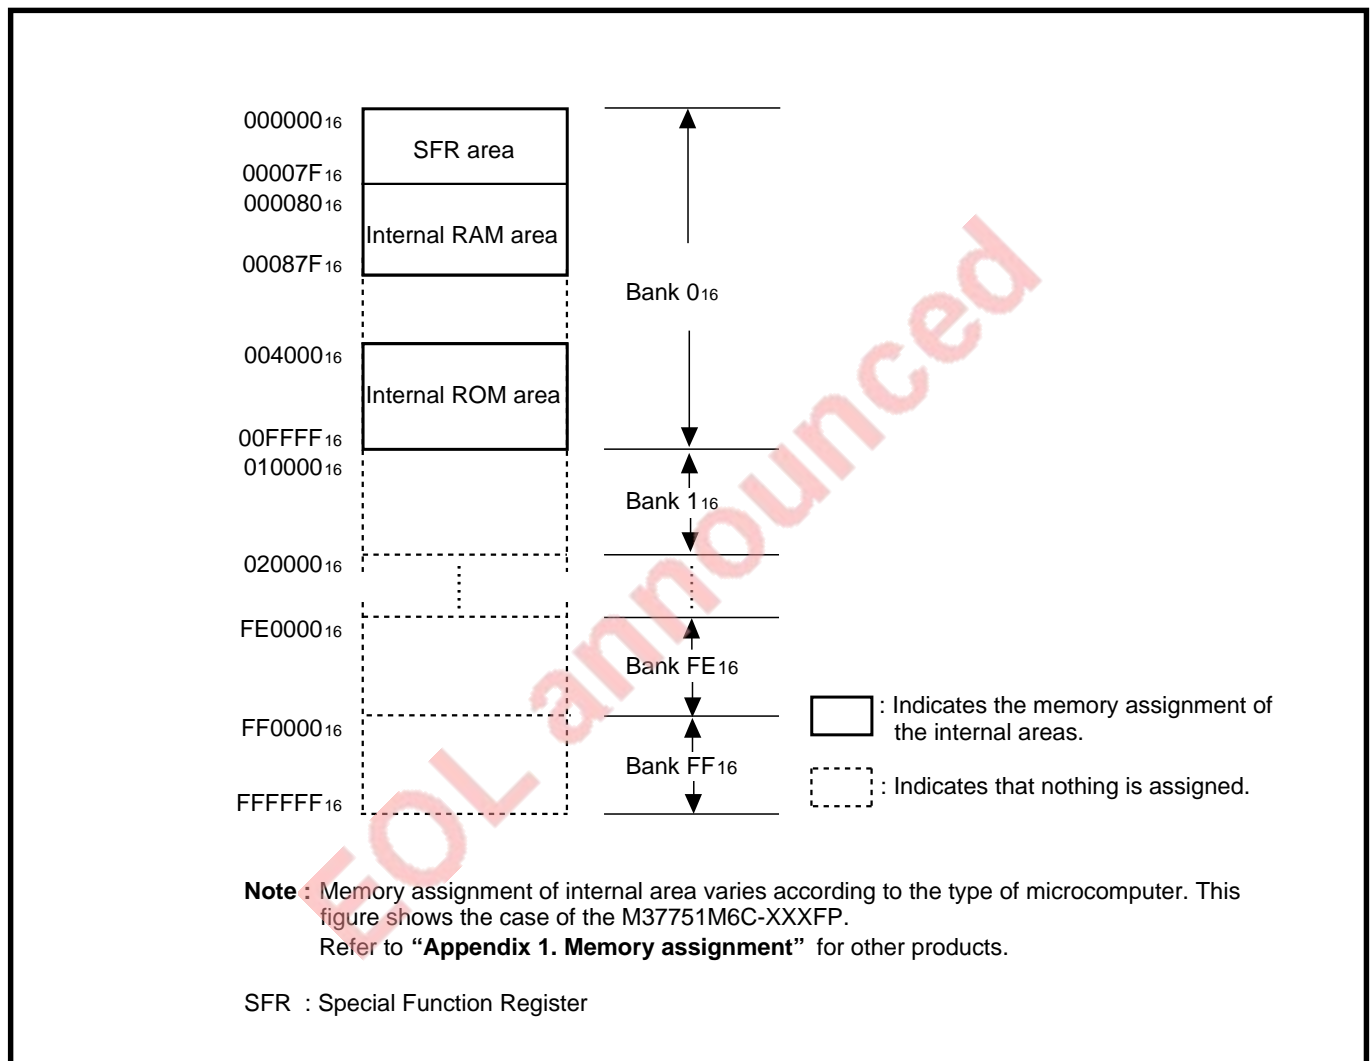 000000₁₆
SFR area
00007F₁₆
000080₁₆
Internal RAM area
00087F₁₆
Bank 0₁₆
004000₁₆
Internal ROM area
00FFFF₁₆
010000₁₆
Bank 1₁₆
020000₁₆
FE0000₁₆
Bank FE₁₆
FF0000₁₆
Bank FF₁₆
FFFFFF₁₆
: Indicates the memory assignment of
the internal areas.
: Indicates that nothing is assigned.
Note : Memory assignment of internal area varies according to the type of microcomputer. This
figure shows the case of the M37751M6C-XXXFP.
Refer to “Appendix 1. Memory assignment” for other products.
SFR : Special Function Register
EOL announced